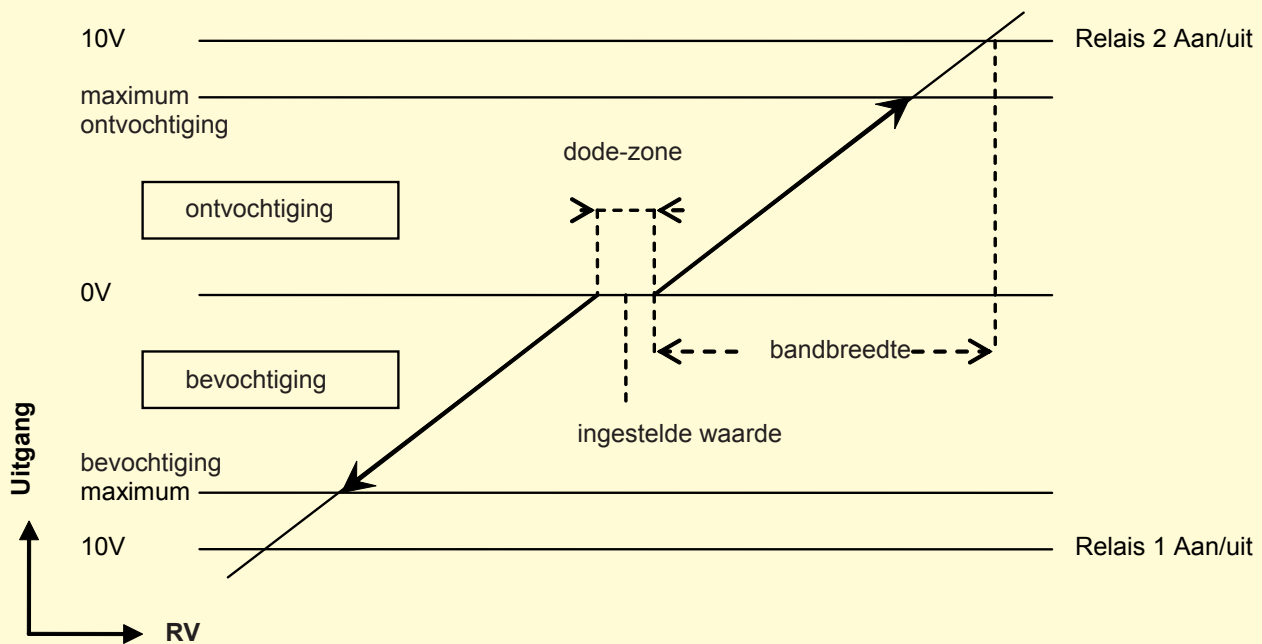 10V
Relais 2 Aan/uit
maximum
ontvochtiging
dode-zone
ontvochtiging
0V
bandbreedte
bevochtiging
ingestelde waarde
bevochtiging
maximum
10V
Relais 1 Aan/uit
Uitgang
RV